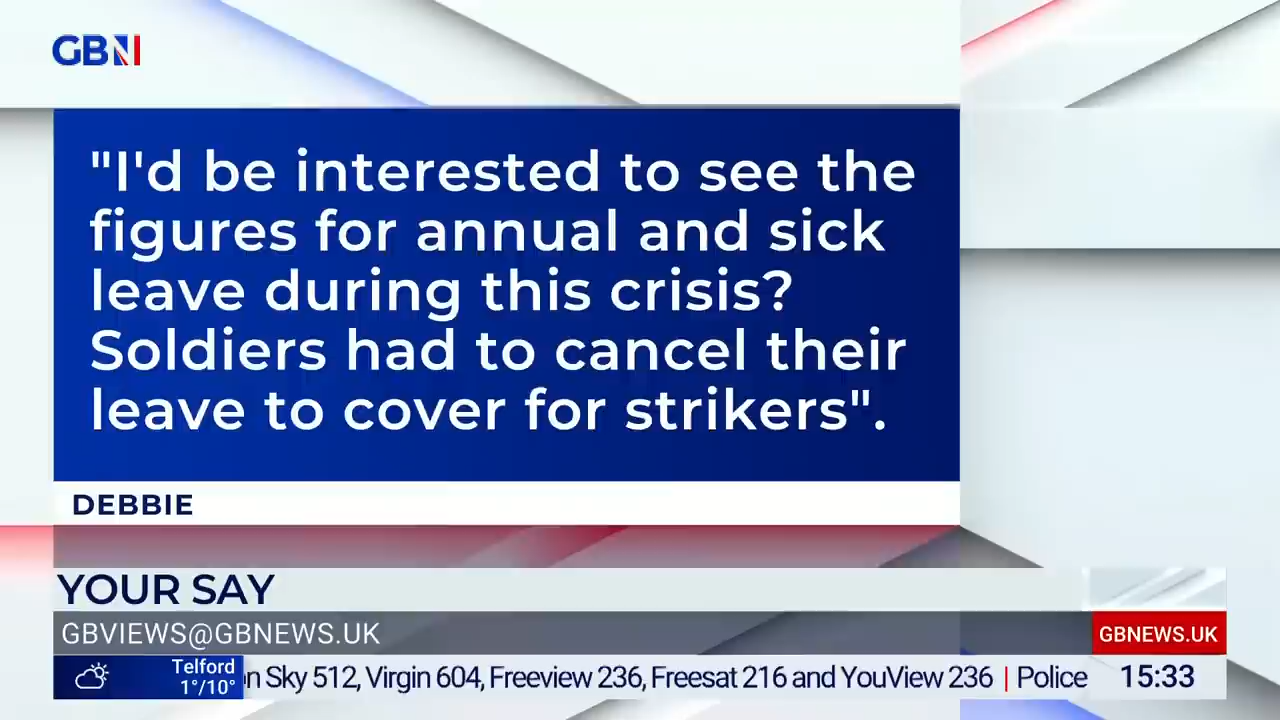 GBN
"I'd be interested to see the
figures for annual and sick
leave during this crisis?
Soldiers had to cancel their
leave to cover for strikers".
DEBBIE
YOUR SAY
GBVIEWS@GBNEWS.UK
GBNEWS.UK
Telford
1°/10°
n Sky 512, Virgin 604, Freeview 236, Freesat 216 and YouView 236 | Police
15:33